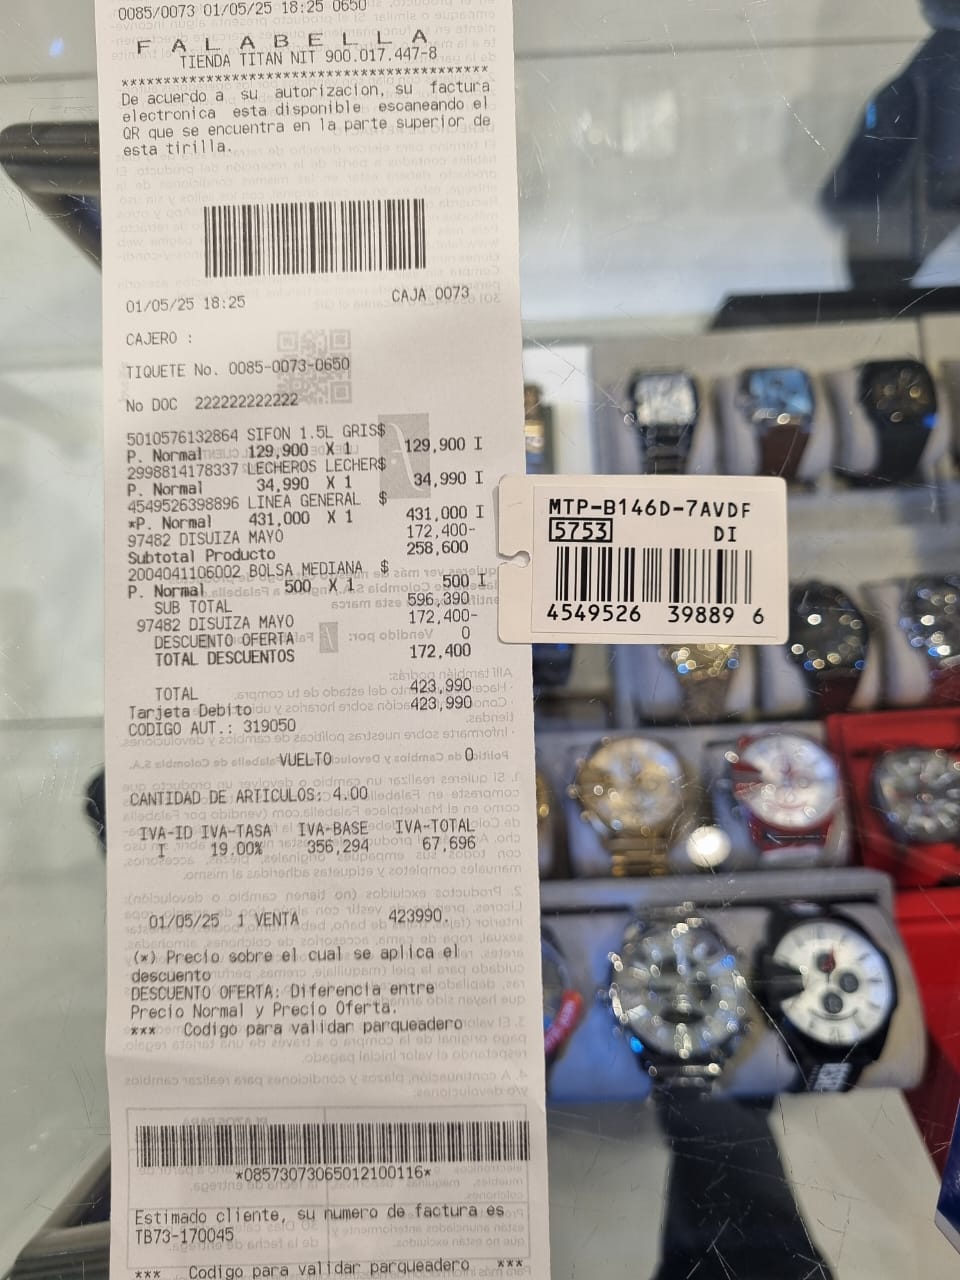 0085/0073 01/05/25 18:25 0650
F A L A B E L L A
TIENDA TITAN NIT 900.017.447-8
******************************************
De acuerdo a su autorizacion, su factura
electronica esta disponible escaneando el
QR que se encuentra en la parte superior de
esta tirilla.
01/05/25 18:25 CAJA 0073
CAJERO :
TIQUETE No. 0085-0073-0650
No DOC 222222222222
5010576132864 SIFON 1.5L GRIS$
P. Normal 129,900 X 1 129,900 I
2998814178337 LECHEROS LECHER$
P. Normal 34,990 X 1 34,990 I
4549526398896 LINEA GENERAL $
*P. Normal 431,000 X 1 431,000 I
97482 DISUIZA MAYO 172,400-
Subtotal Producto 258,600
2004041106002 BOLSA MEDIANA $
P. Normal 500 X 1 500 I
SUB TOTAL 596,390
97482 DISUIZA MAYO 172,400-
DESCUENTO OFERTA 0
TOTAL DESCUENTOS 172,400
TOTAL 423,990
Tarjeta Debito 423,990
CODIGO AUT.: 319050
VUELTO 0
CANTIDAD DE ARTICULOS: 4.00
IVA-ID IVA-TASA IVA-BASE IVA-TOTAL
I 19.00% 356,294 67,696
01/05/25 1 VENTA 423990.
(*) Precio sobre el cual se aplica el
descuento
DESCUENTO OFERTA: Diferencia entre
Precio Normal y Precio Oferta.
*** Codigo para validar parqueadero
*08573073065012100116*
Estimado cliente, su numero de factura es
TB73-170045
*** Codigo para validar parqueadero ***
MTP-B146D-7AVDF
5753 DI
4549526 39889 6